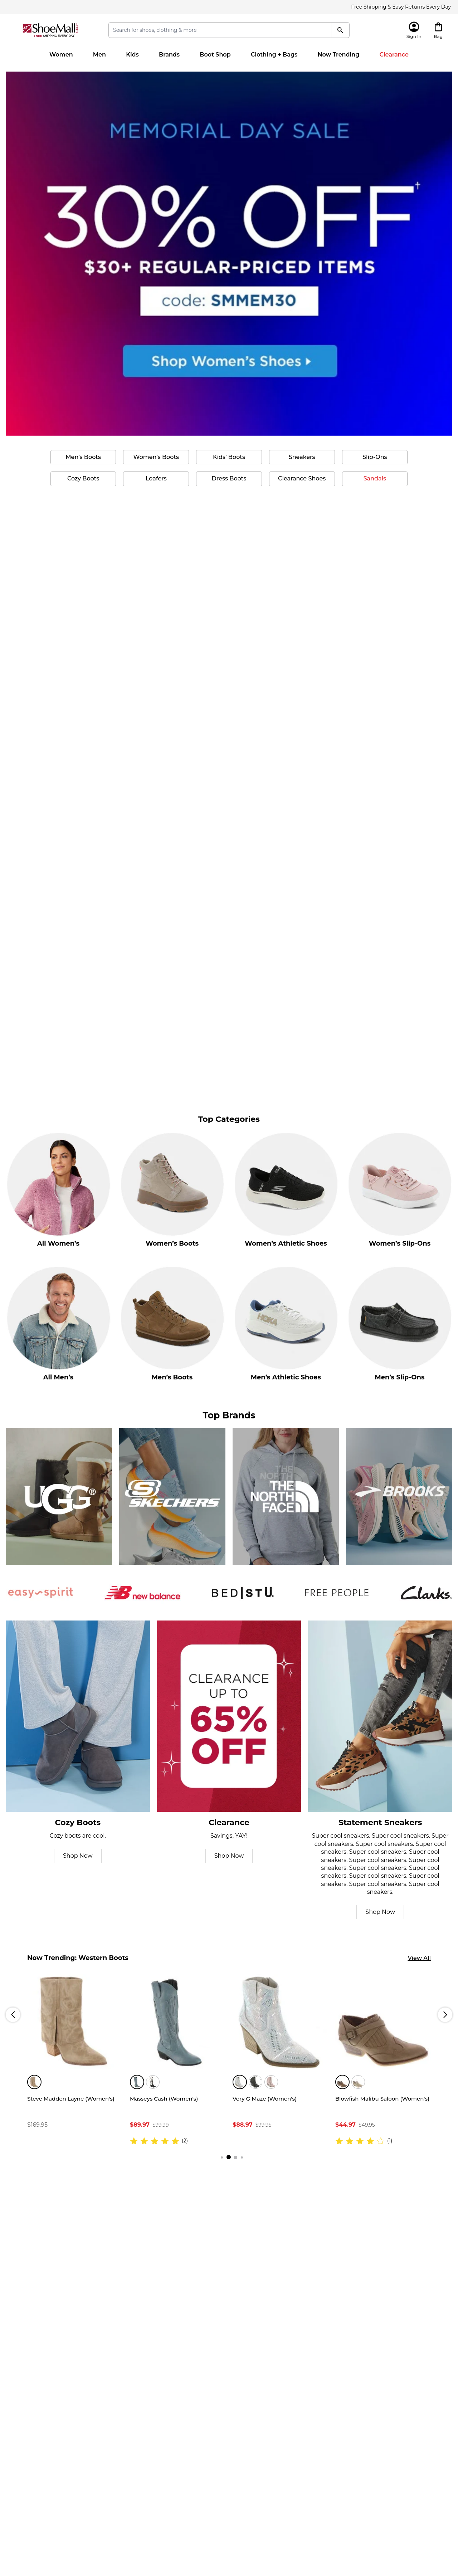 Free Shipping & Easy Returns Every Day
ShoeMall
FREE SHIPPING EVERY DAY
Search for shoes, clothing & more
Sign In
Bag
Women Men Kids Brands Boot Shop Clothing + Bags Now Trending Clearance
MEMORIAL DAY SALE
30% OFF†
$30+ REGULAR-PRICED ITEMS
code: SMMEM30
Shop Women's Shoes
Men's Boots Women's Boots Kids' Boots Sneakers Slip-Ons
Cozy Boots Loafers Dress Boots Clearance Shoes Sandals
Top Categories
All Women's Women's Boots Women's Athletic Shoes Women's Slip-Ons
HOKA
All Men's Men's Boots Men's Athletic Shoes Men's Slip-Ons
Top Brands
UGG®
SKECHERS
THE NORTH FACE
BROOKS
easy spirit
new balance
BED|STÜ.
FREE PEOPLE
Clarks.
CLEARANCE
UP TO
65%
OFF
Cozy Boots
Cozy boots are cool.
Shop Now
Clearance
Savings, YAY!
Shop Now
Statement Sneakers
Super cool sneakers. Super cool sneakers. Super
cool sneakers. Super cool sneakers. Super cool
sneakers. Super cool sneakers. Super cool
sneakers. Super cool sneakers. Super cool
sneakers. Super cool sneakers. Super cool
sneakers. Super cool sneakers. Super cool
sneakers. Super cool sneakers. Super cool
sneakers.
Shop Now
Now Trending: Western Boots
View All
Steve Madden Layne (Women's)
$169.95
Masseys Cash (Women's)
$89.97 $99.99
(2)
Very G Maze (Women's)
$88.97 $99.95
Blowfish Malibu Saloon (Women's)
$44.97 $49.95
(1)